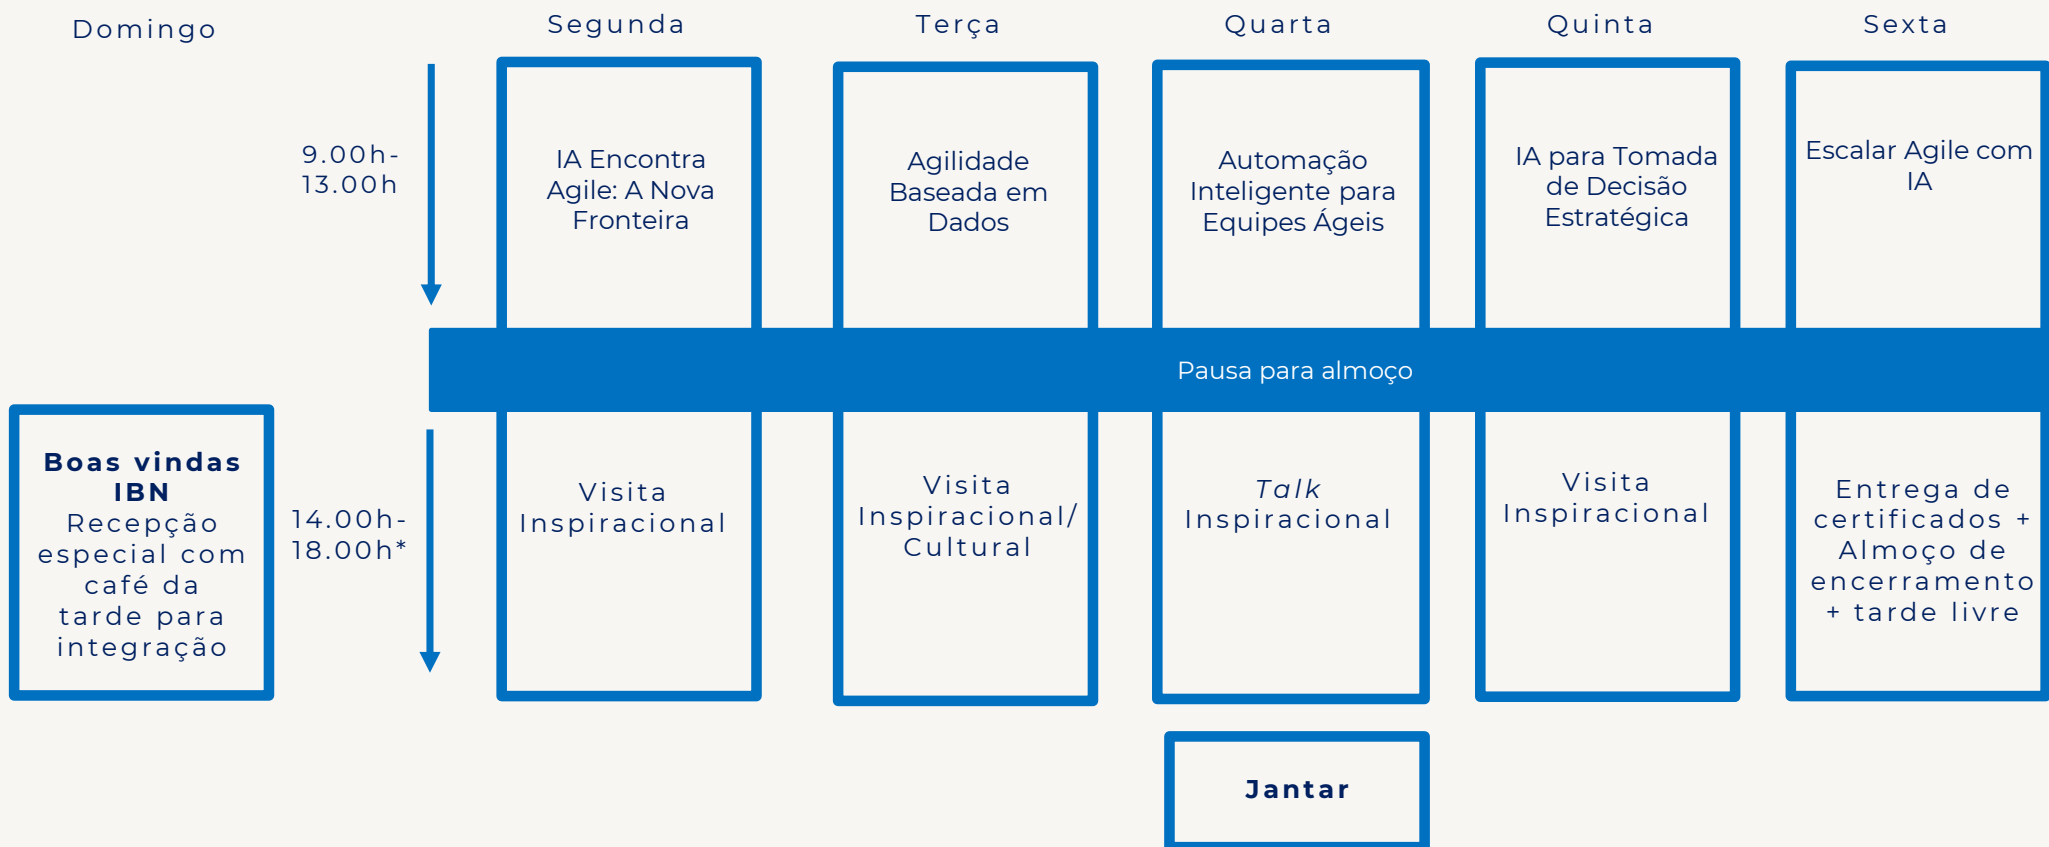 Domingo
Segunda
Terça
Quarta
Quinta
Sexta
9.00h-
13.00h
IA Encontra
Agile: A Nova
Fronteira
Agilidade
Baseada em
Dados
Automação
Inteligente para
Equipes Ágeis
IA para Tomada
de Decisão
Estratégica
Escalar Agile com
IA
Pausa para almoço
Boas vindas
IBN
Recepção
especial com
café da
tarde para
integração
14.00h-
18.00h*
Visita
Inspiracional
Visita
Inspiracional/
Cultural
Talk
Inspiracional
Visita
Inspiracional
Entrega de
certificados +
Almoço de
encerramento
+ tarde livre
Jantar